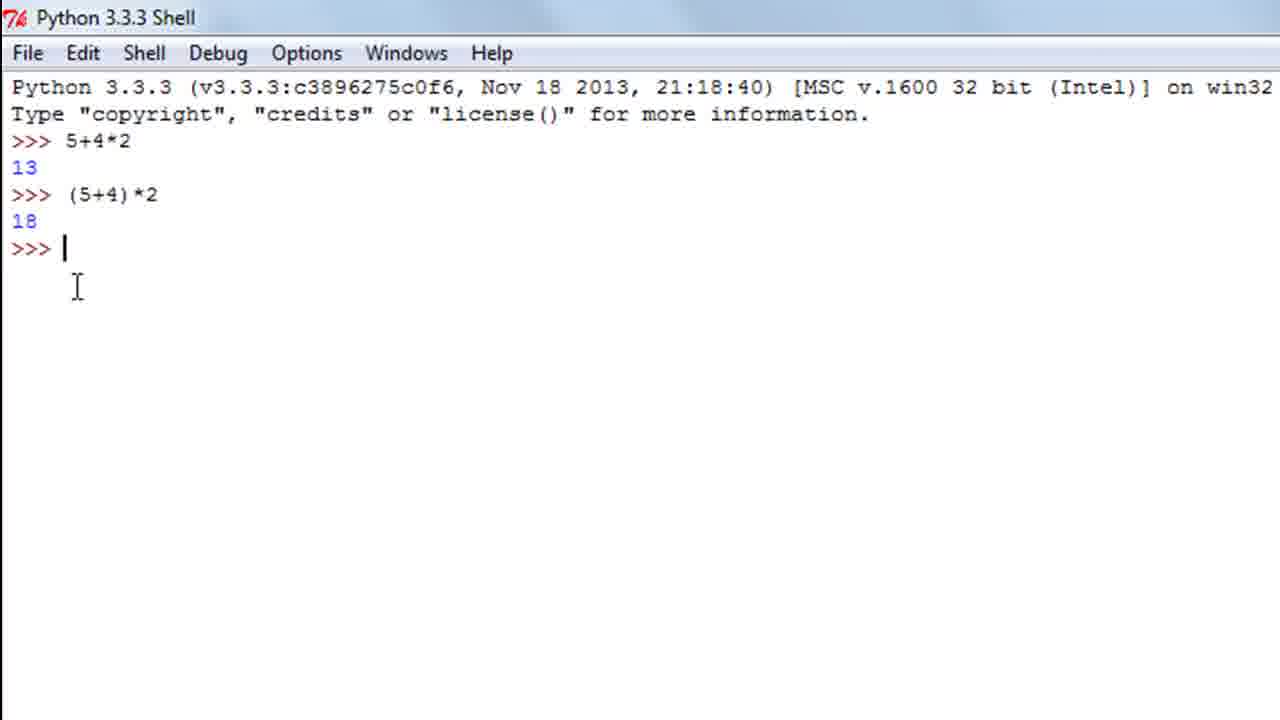 Python 3.3.3 Shell
File Edit Shell Debug Options Windows Help
Python 3.3.3 (v3.3.3:c3896275c0f6, Nov 18 2013, 21:18:40) [MSC v.1600 32 bit (Intel)] on win32
Type "copyright", "credits" or "license()" for more information.
>>> 5+4*2
13
>>> (5+4)*2
18
>>>